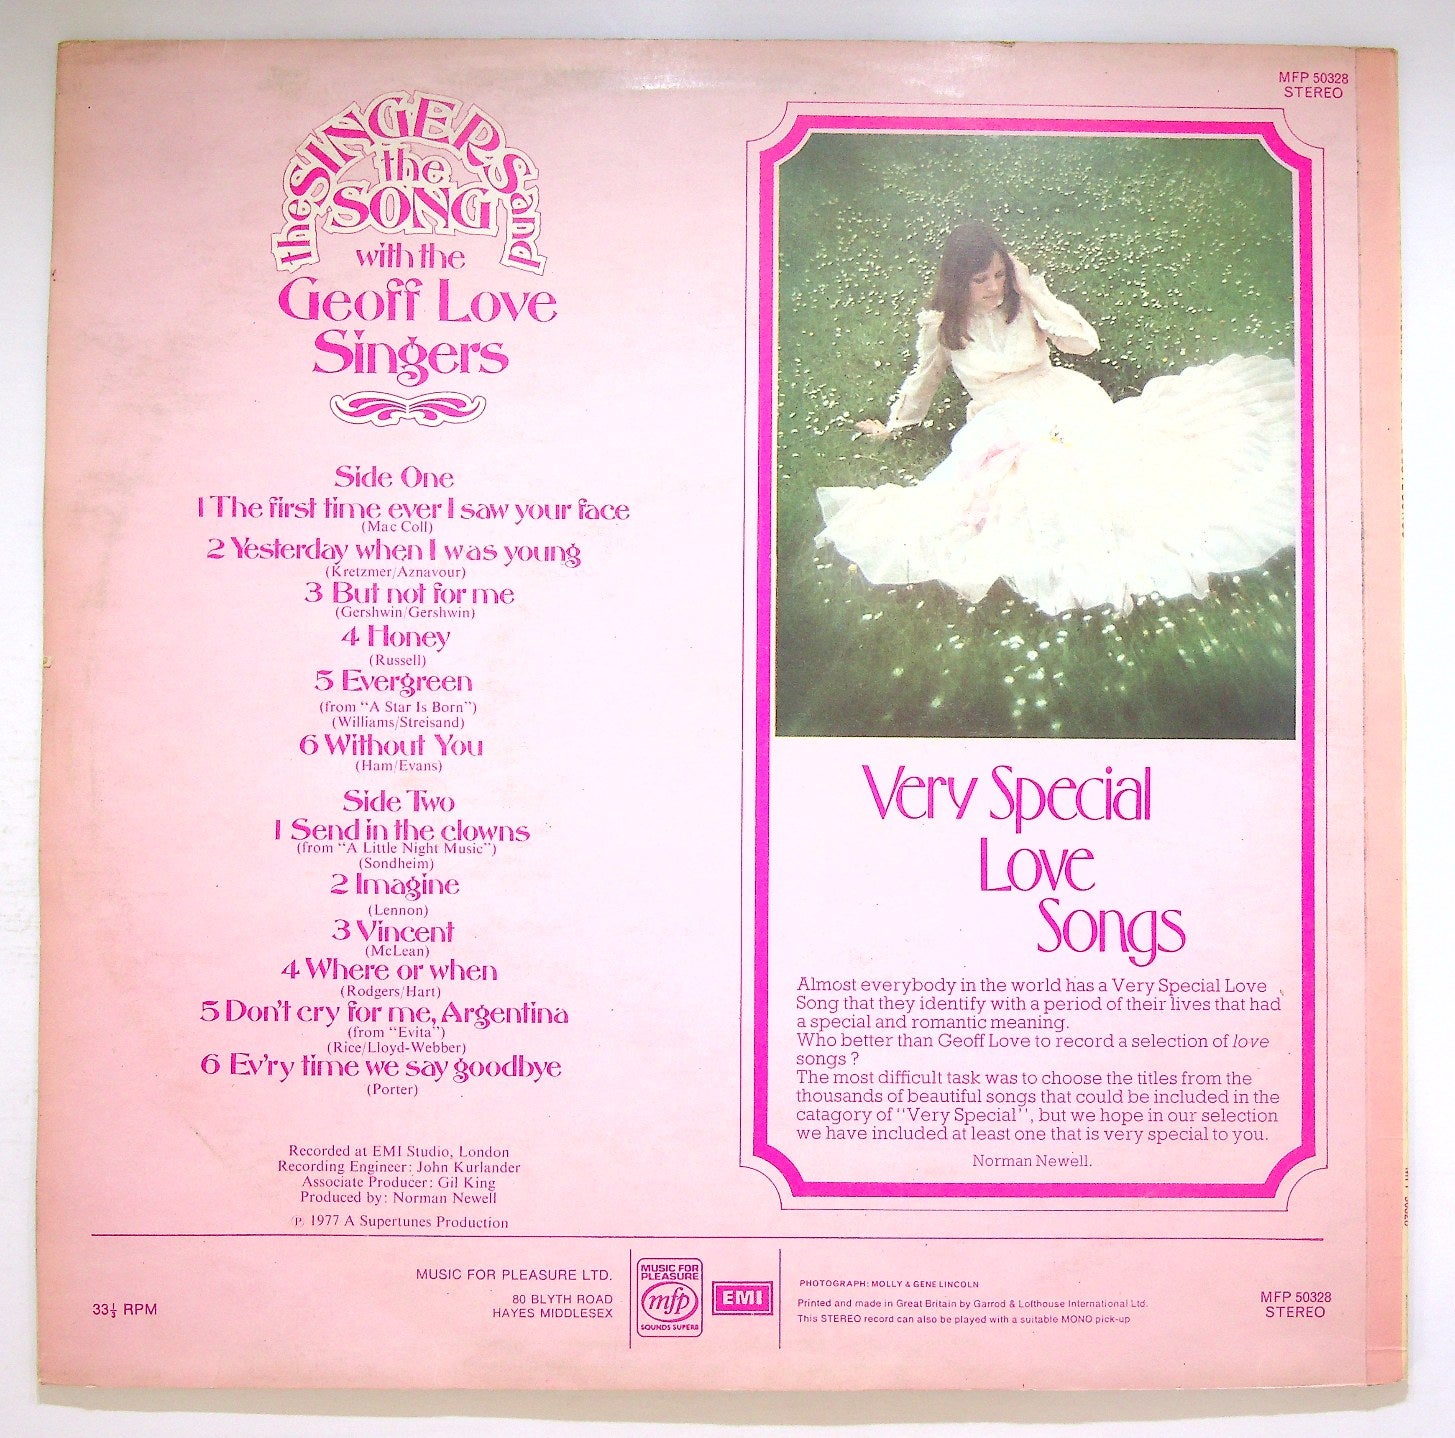 MFP 50328
STEREO
the SINGERS and
the
SONG
with the
Geoff Love
Singers
Side One
1 The first time ever I saw your face
(Mac Coll)
2 Yesterday when I was young
(Kretzmer/Aznavour)
3 But not for me
(Gershwin/Gershwin)
4 Honey
(Russell)
5 Evergreen
(from "A Star Is Born")
(Williams/Streisand)
6 Without You
(Ham/Evans)
Side Two
1 Send in the clowns
(from "A Little Night Music")
(Sondheim)
2 Imagine
(Lennon)
3 Vincent
(McLean)
4 Where or when
(Rodgers/Hart)
5 Don't cry for me, Argentina
(from "Evita")
(Rice/Lloyd-Webber)
6 Ev'ry time we say goodbye
(Porter)
Recorded at EMI Studio, London
Recording Engineer: John Kurlander
Associate Producer: Gil King
Produced by: Norman Newell
℗ 1977 A Supertunes Production
Very Special
Love
Songs
Almost everybody in the world has a Very Special Love
Song that they identify with a period of their lives that had
a special and romantic meaning.
Who better than Geoff Love to record a selection of love
songs ?
The most difficult task was to choose the titles from the
thousands of beautiful songs that could be included in the
catagory of "Very Special", but we hope in our selection
we have included at least one that is very special to you.
Norman Newell.
33⅓ RPM
MUSIC FOR PLEASURE LTD.
80 BLYTH ROAD
HAYES MIDDLESEX
MUSIC FOR
PLEASURE
mfp
SOUNDS SUPERB
EMI
PHOTOGRAPH: MOLLY & GENE LINCOLN
Printed and made in Great Britain by Garrod & Lofthouse International Ltd.
This STEREO record can also be played with a suitable MONO pick-up
MFP 50328
STEREO